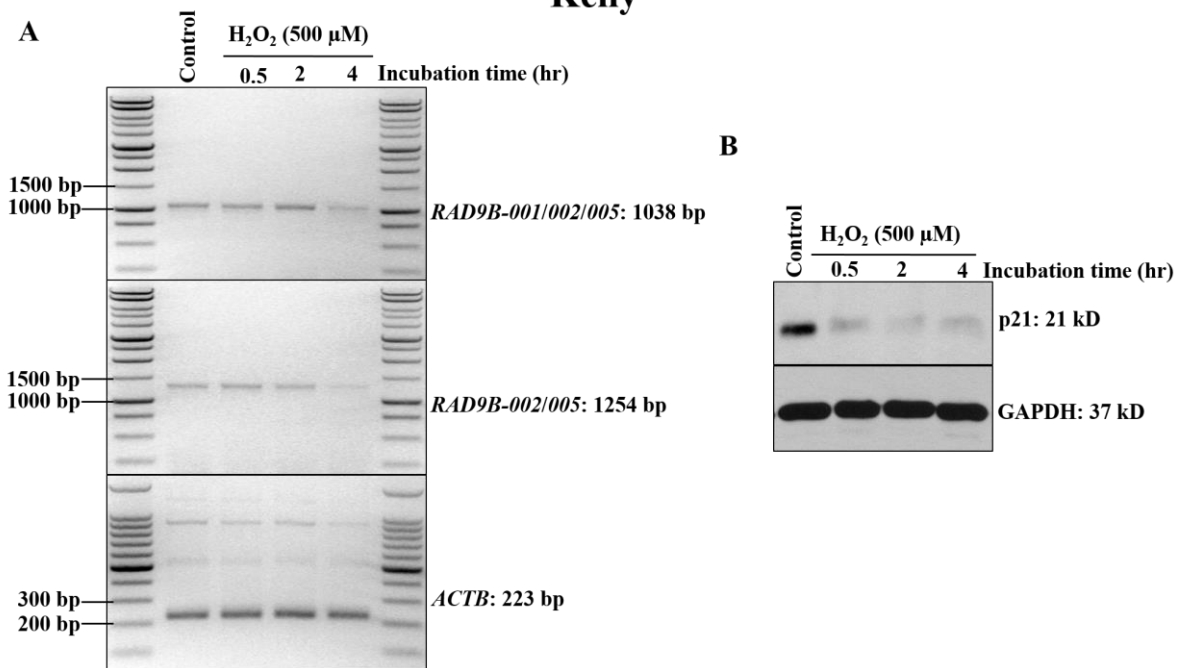 Kelly
A
Control
H₂O₂ (500 µM)
0.5 2 4 Incubation time (hr)
1500 bp
1000 bp
RAD9B-001/002/005: 1038 bp
1500 bp
1000 bp
RAD9B-002/005: 1254 bp
300 bp
200 bp
ACTB: 223 bp
B
Control
H₂O₂ (500 µM)
0.5 2 4 Incubation time (hr)
p21: 21 kD
GAPDH: 37 kD